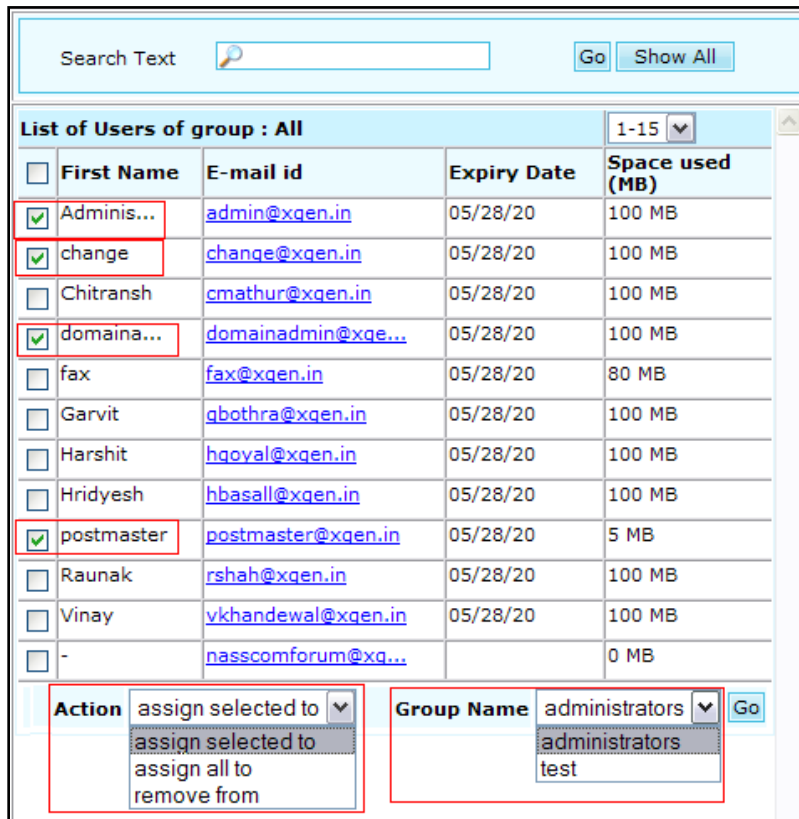 Search Text Go Show All
List of Users of group : All 1-15
First Name E-mail id Expiry Date Space used (MB)
Adminis... admin@xgen.in 05/28/20 100 MB
change change@xgen.in 05/28/20 100 MB
Chitransh cmathur@xgen.in 05/28/20 100 MB
domaina... domainadmin@xge... 05/28/20 100 MB
fax fax@xgen.in 05/28/20 80 MB
Garvit gbothra@xgen.in 05/28/20 100 MB
Harshit hgoyal@xgen.in 05/28/20 100 MB
Hridyesh hbasall@xgen.in 05/28/20 100 MB
postmaster postmaster@xgen.in 05/28/20 5 MB
Raunak rshah@xgen.in 05/28/20 100 MB
Vinay vkhandewal@xgen.in 05/28/20 100 MB
- nasscomforum@xg... 0 MB
Action assign selected to Group Name administrators Go
assign selected to administrators
assign all to test
remove from